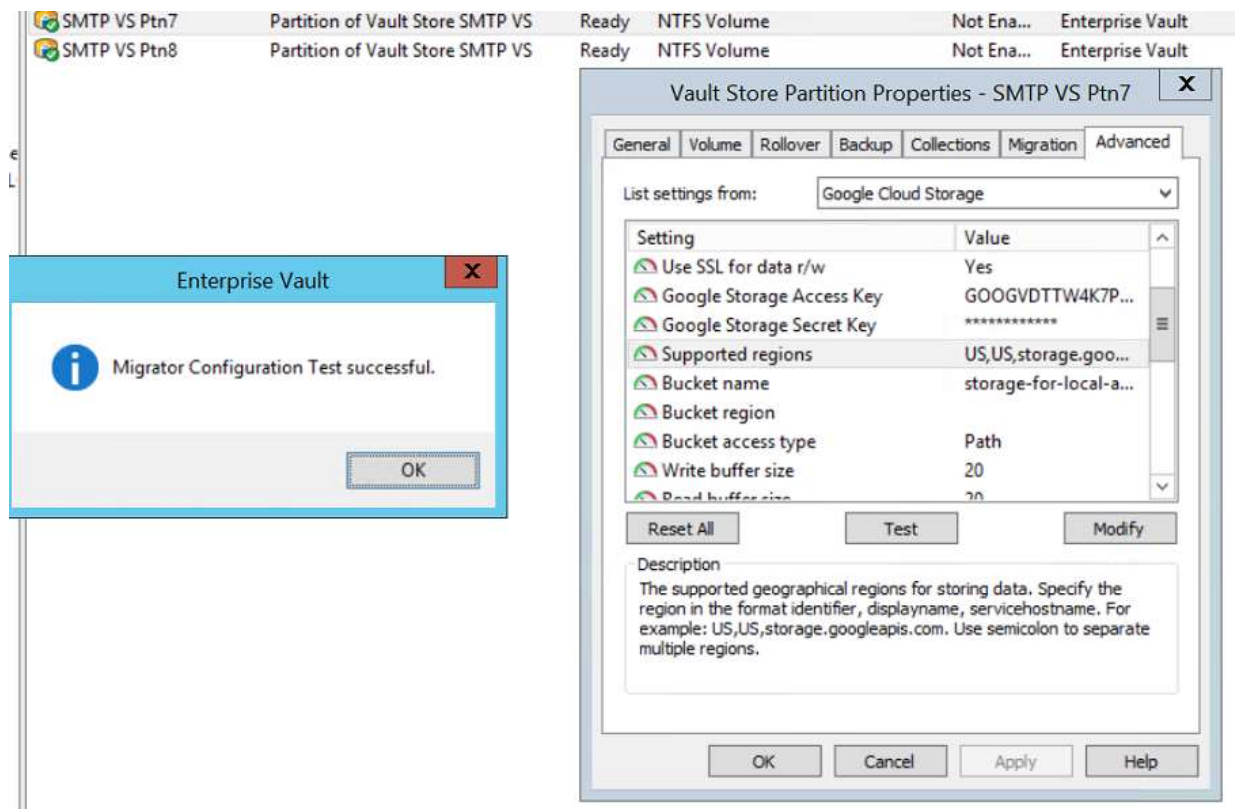 SMTP VS Ptn7 Partition of Vault Store SMTP VS Ready NTFS Volume Not Ena... Enterprise Vault
SMTP VS Ptn8 Partition of Vault Store SMTP VS Ready NTFS Volume Not Ena... Enterprise Vault
Enterprise Vault
X
Migrator Configuration Test successful.
OK
Vault Store Partition Properties - SMTP VS Ptn7
X
General Volume Rollover Backup Collections Migration Advanced
List settings from: Google Cloud Storage
Setting Value
Use SSL for data r/w Yes
Google Storage Access Key GOOGVDTTW4K7P...
Google Storage Secret Key ************
Supported regions US,US,storage.goo...
Bucket name storage-for-local-a...
Bucket region
Bucket access type Path
Write buffer size 20
Read buffer size 20
Reset All Test Modify
Description
The supported geographical regions for storing data. Specify the
region in the format identifier, displayname, servicehostname. For
example: US,US,storage.googleapis.com. Use semicolon to separate
multiple regions.
OK Cancel Apply Help